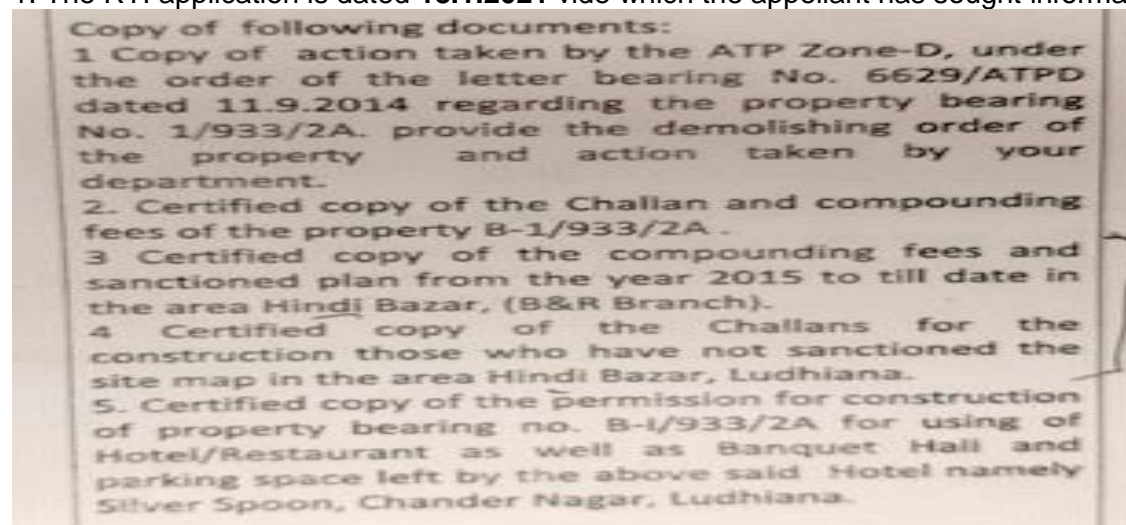 1. The RTI application is dated 18.1.2021 vide which the appellant has sought informa
Copy of following documents:
1 Copy of action taken by the ATP Zone-D, under
the order of the letter bearing No. 6629/ATPD
dated 11.9.2014 regarding the property bearing
No. 1/933/2A. provide the demolishing order of
the property and action taken by your
department.
2. Certified copy of the Challan and compounding
fees of the property B-1/933/2A .
3 Certified copy of the compounding fees and
sanctioned plan from the year 2015 to till date in
the area Hindi Bazar, (B&R Branch).
4 Certified copy of the Challans for the
construction those who have not sanctioned the
site map in the area Hindi Bazar, Ludhiana.
5. Certified copy of the permission for construction
of property bearing no. B-I/933/2A for using of
Hotel/Restaurant as well as Banquet Hall and
parking space left by the above said Hotel namely
Silver Spoon, Chander Nagar, Ludhiana.